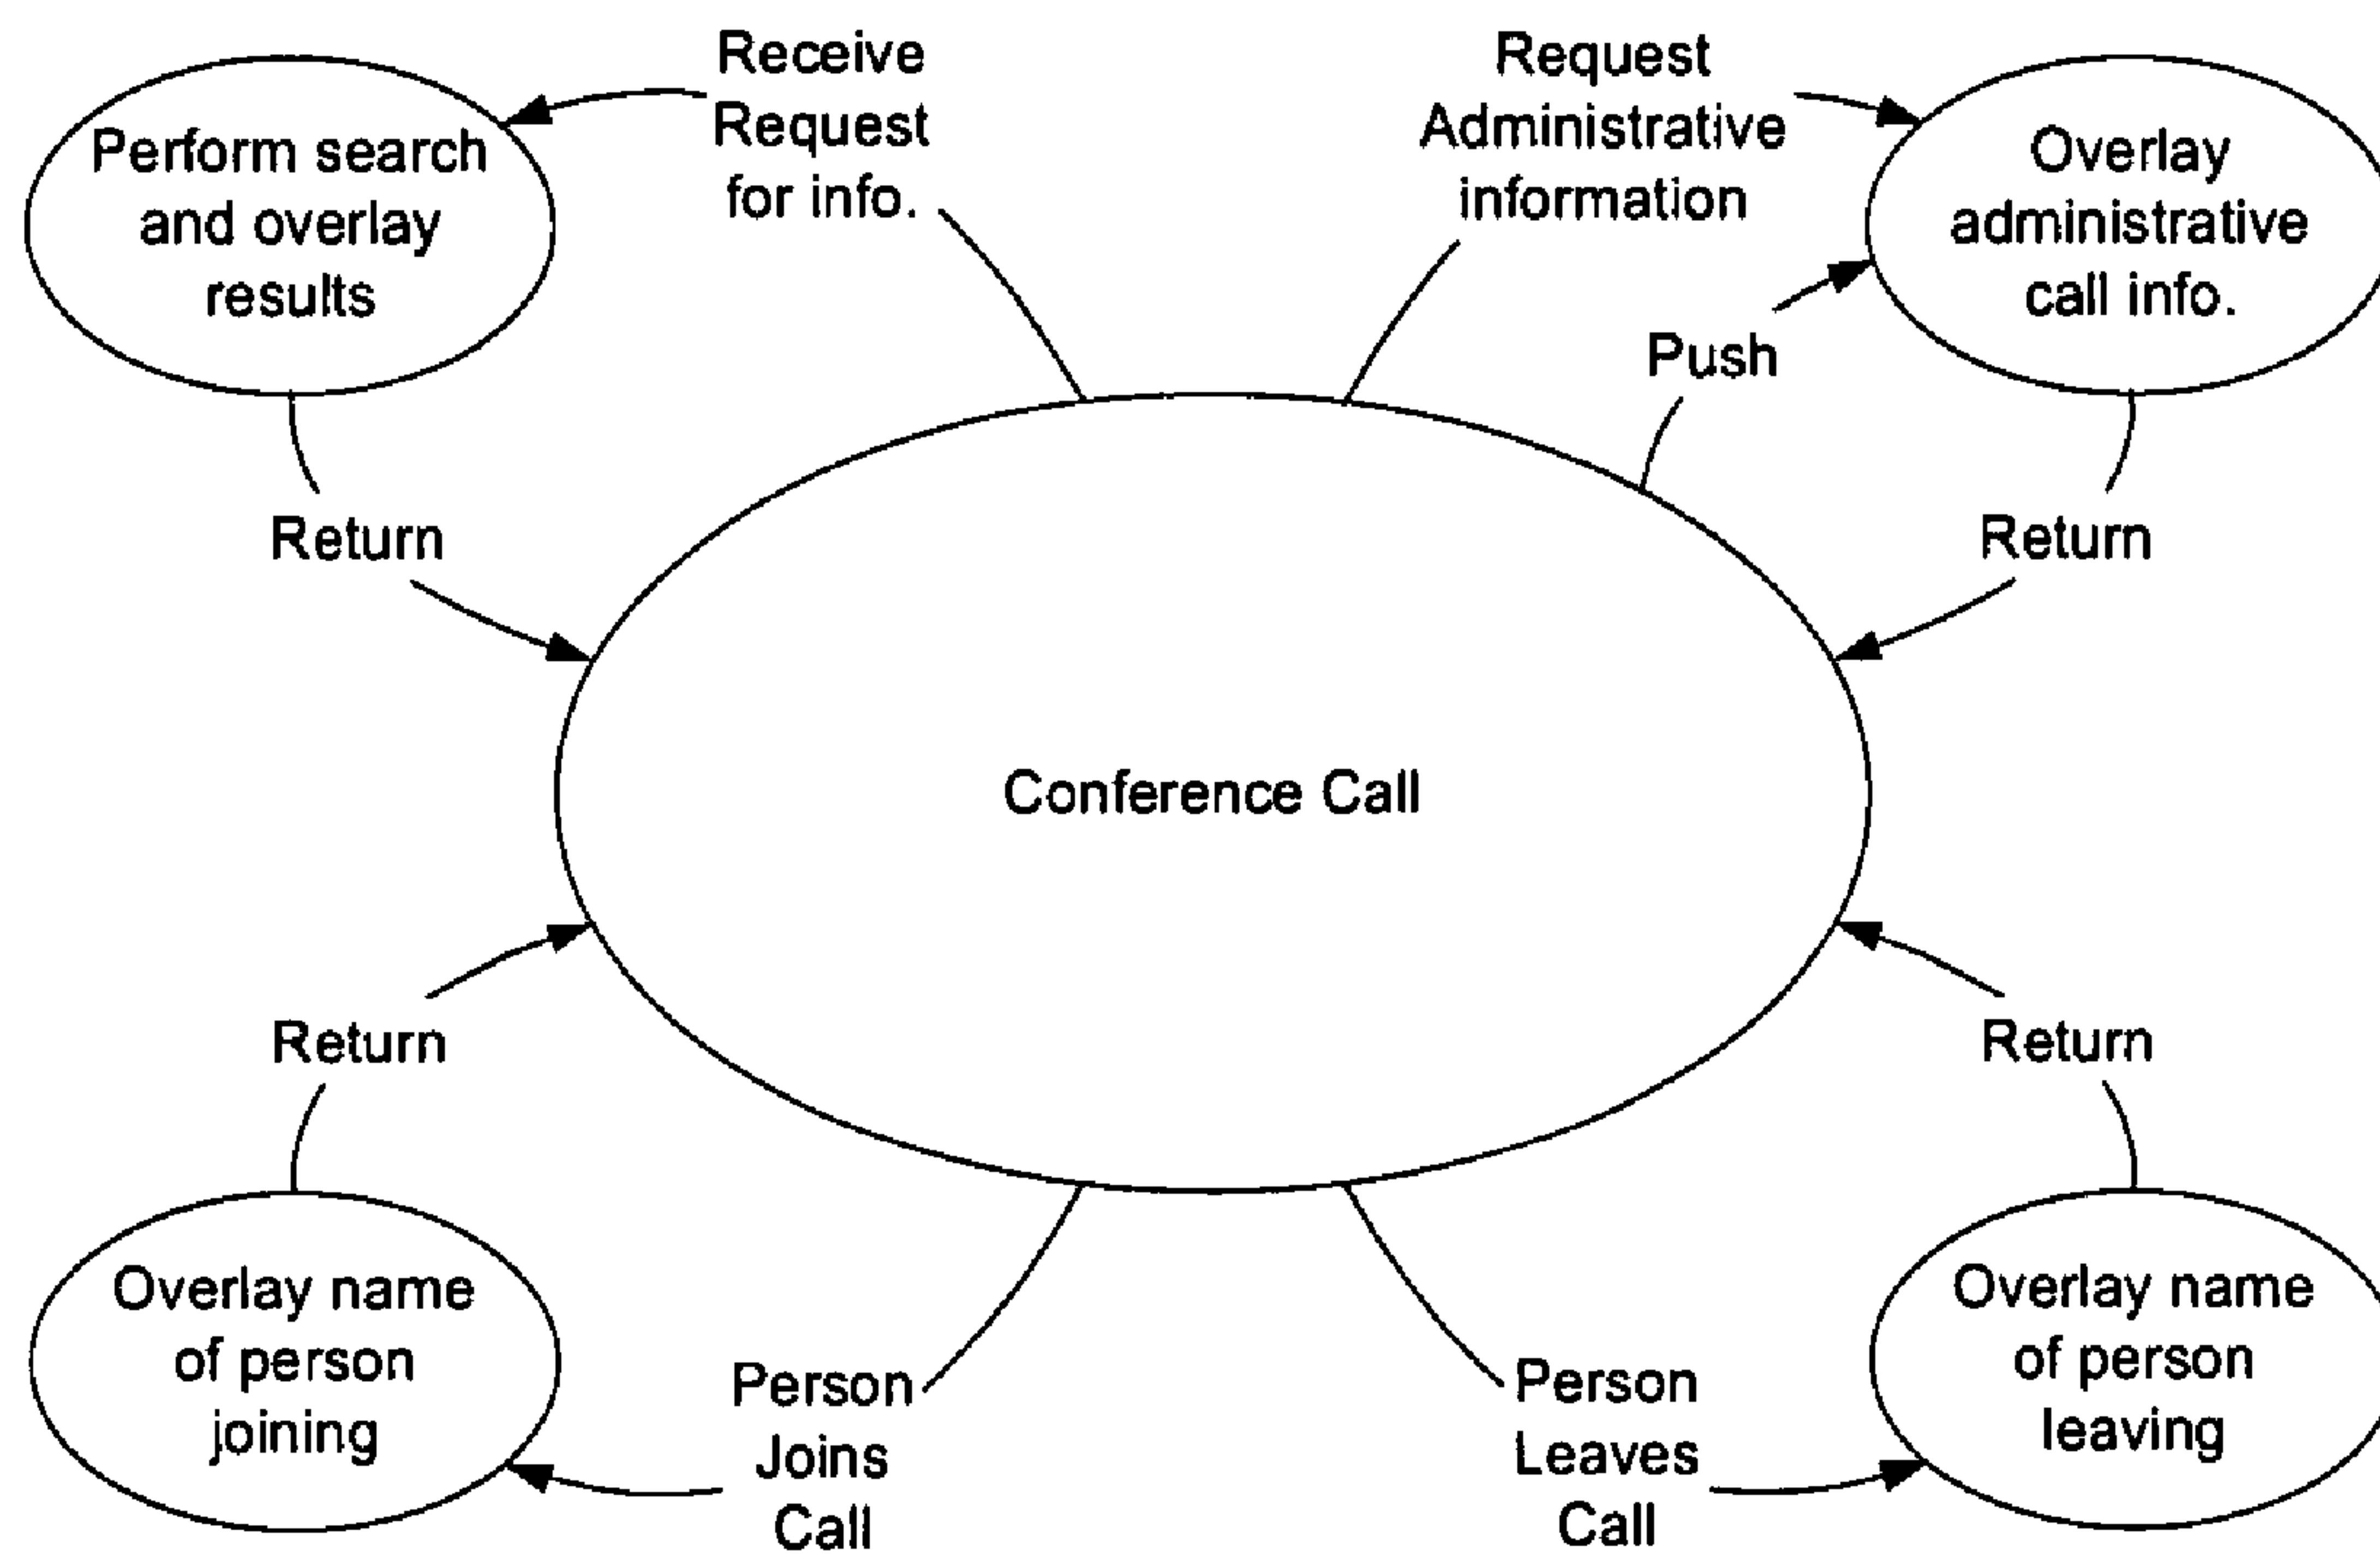 Receive
Request
for info.
Request
Administrative
information
Perform search
and overlay
results
Overlay
administrative
call info.
Push
Return
Return
Conference Call
Return
Return
Overlay name
of person
joining
Person
Joins
Call
Person
Leaves
Call
Overlay name
of person
leaving